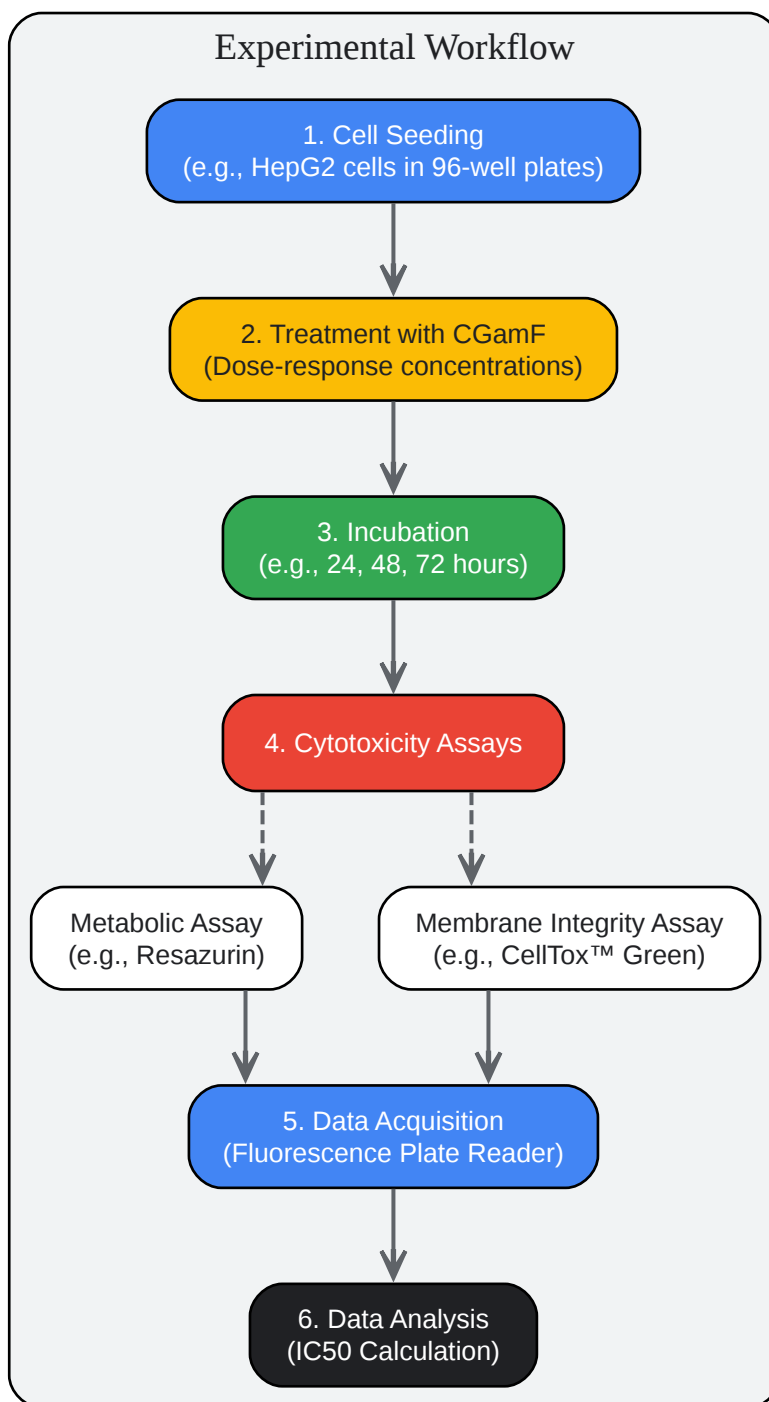 Experimental Workflow
1. Cell Seeding
(e.g., HepG2 cells in 96-well plates)
2. Treatment with CGamF
(Dose-response concentrations)
3. Incubation
(e.g., 24, 48, 72 hours)
4. Cytotoxicity Assays
Metabolic Assay
(e.g., Resazurin)
Membrane Integrity Assay
(e.g., CellTox™ Green)
5. Data Acquisition
(Fluorescence Plate Reader)
6. Data Analysis
(IC50 Calculation)